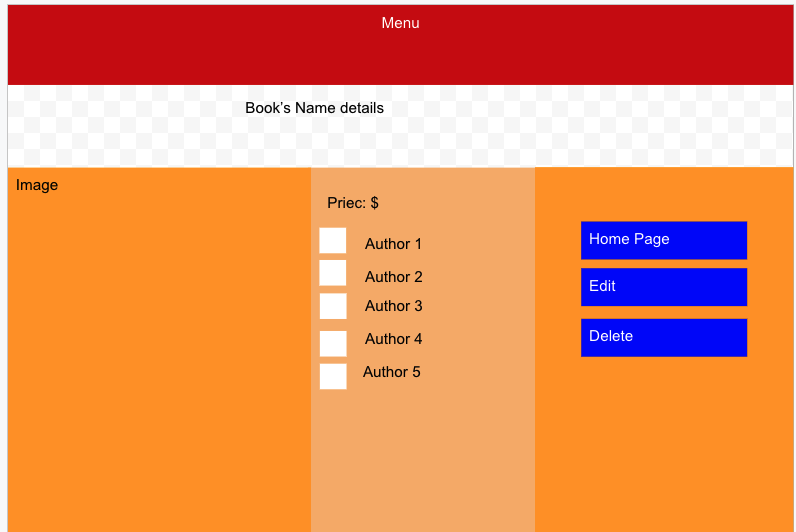 Menu
Book's Name details
Image
Priec: $
Author 1
Author 2
Author 3
Author 4
Author 5
Home Page
Edit
Delete